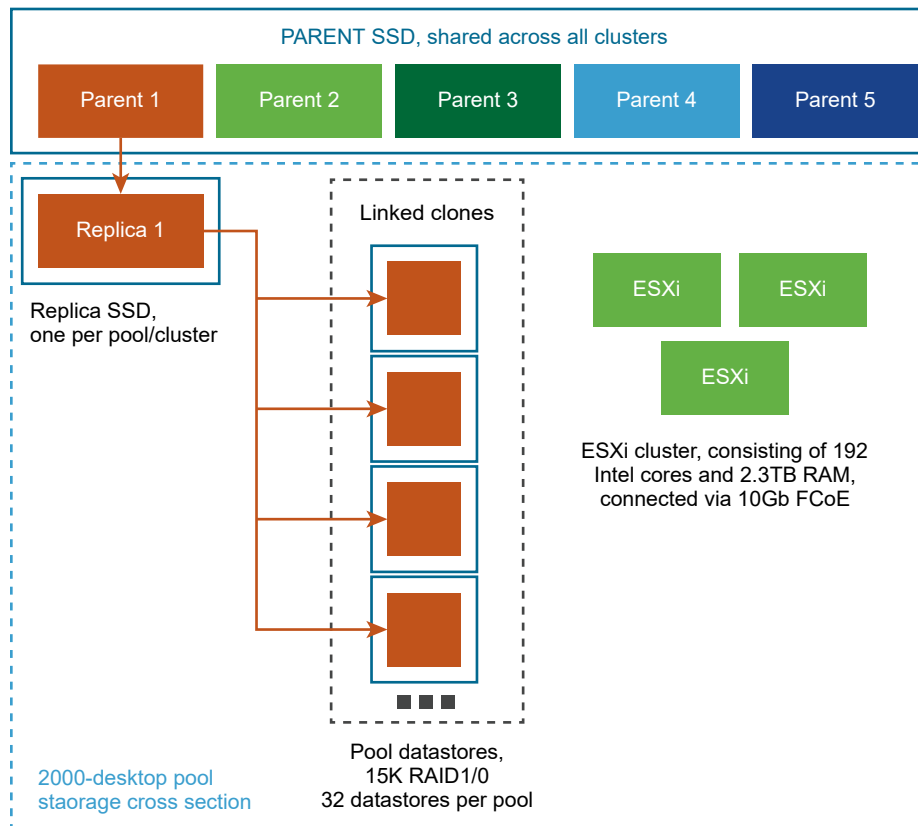 PARENT SSD, shared across all clusters
Parent 1
Parent 2
Parent 3
Parent 4
Parent 5
Replica 1
Replica SSD,
one per pool/cluster
Linked clones
ESXi
ESXi
ESXi
ESXi cluster, consisting of 192
Intel cores and 2.3TB RAM,
connected via 10Gb FCoE
Pool datastores,
15K RAID1/0
32 datastores per pool
2000-desktop pool
staorage cross section